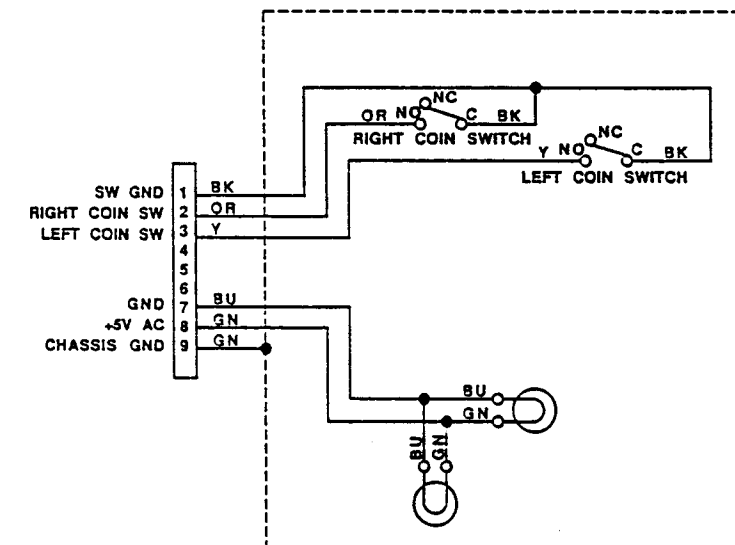 NC
OR NO C BK
RIGHT COIN SWITCH
NC
Y NO C BK
LEFT COIN SWITCH
SW GND 1 BK
RIGHT COIN SW 2 OR
LEFT COIN SW 3 Y
4
5
6
GND 7 BU
+5V AC 8 GN
CHASSIS GND 9 GN
BU
GN
BU
GN